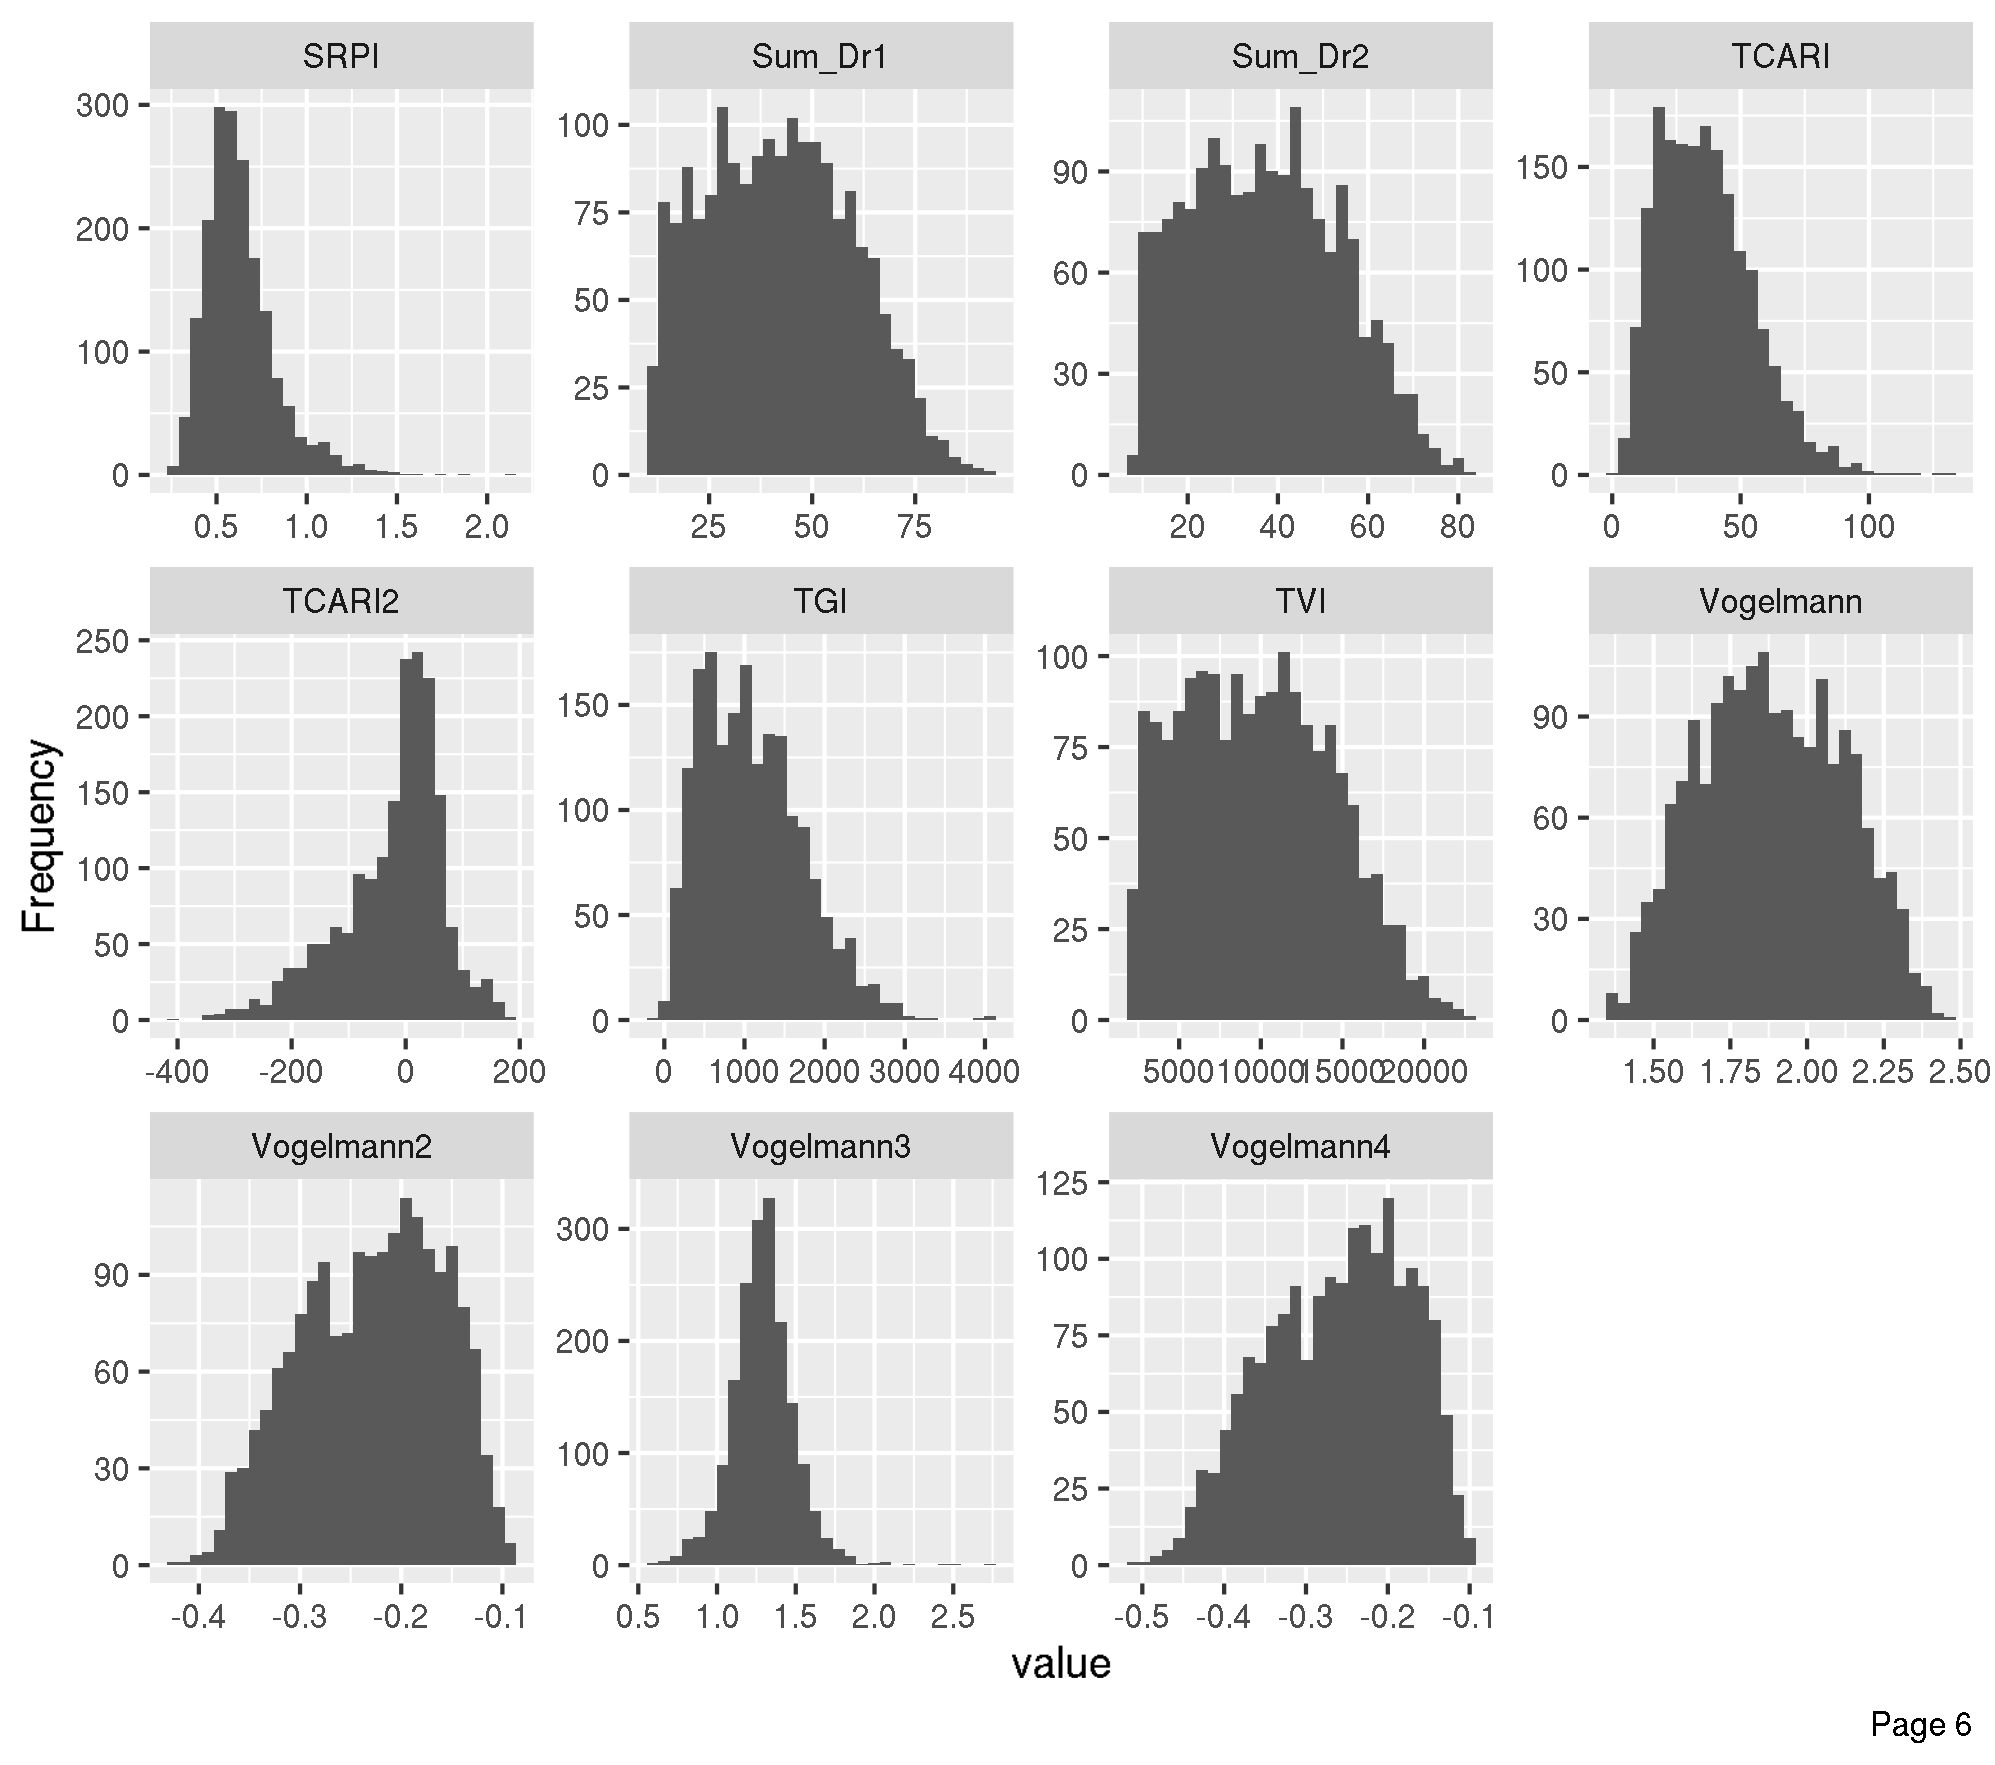 SRPI Sum_Dr1 Sum_Dr2 TCARI
300
200
100
0
0.5 1.0 1.5 2.0
100
75
50
25
0
25 50 75
90
60
30
0
20 40 60 80
150
100
50
0
0 50 100
TCARI2 TGI TVI Vogelmann
250
200
150
100
50
0
-400 -200 0 200
150
100
50
0
0 1000 2000 3000 4000
100
75
50
25
0
5000 10000 15000 20000
90
60
30
0
1.50 1.75 2.00 2.25 2.50
Vogelmann2 Vogelmann3 Vogelmann4
90
60
30
0
-0.4 -0.3 -0.2 -0.1
300
200
100
0
0.5 1.0 1.5 2.0 2.5
125
100
75
50
25
0
-0.5 -0.4 -0.3 -0.2 -0.1
Frequency
value
Page 6